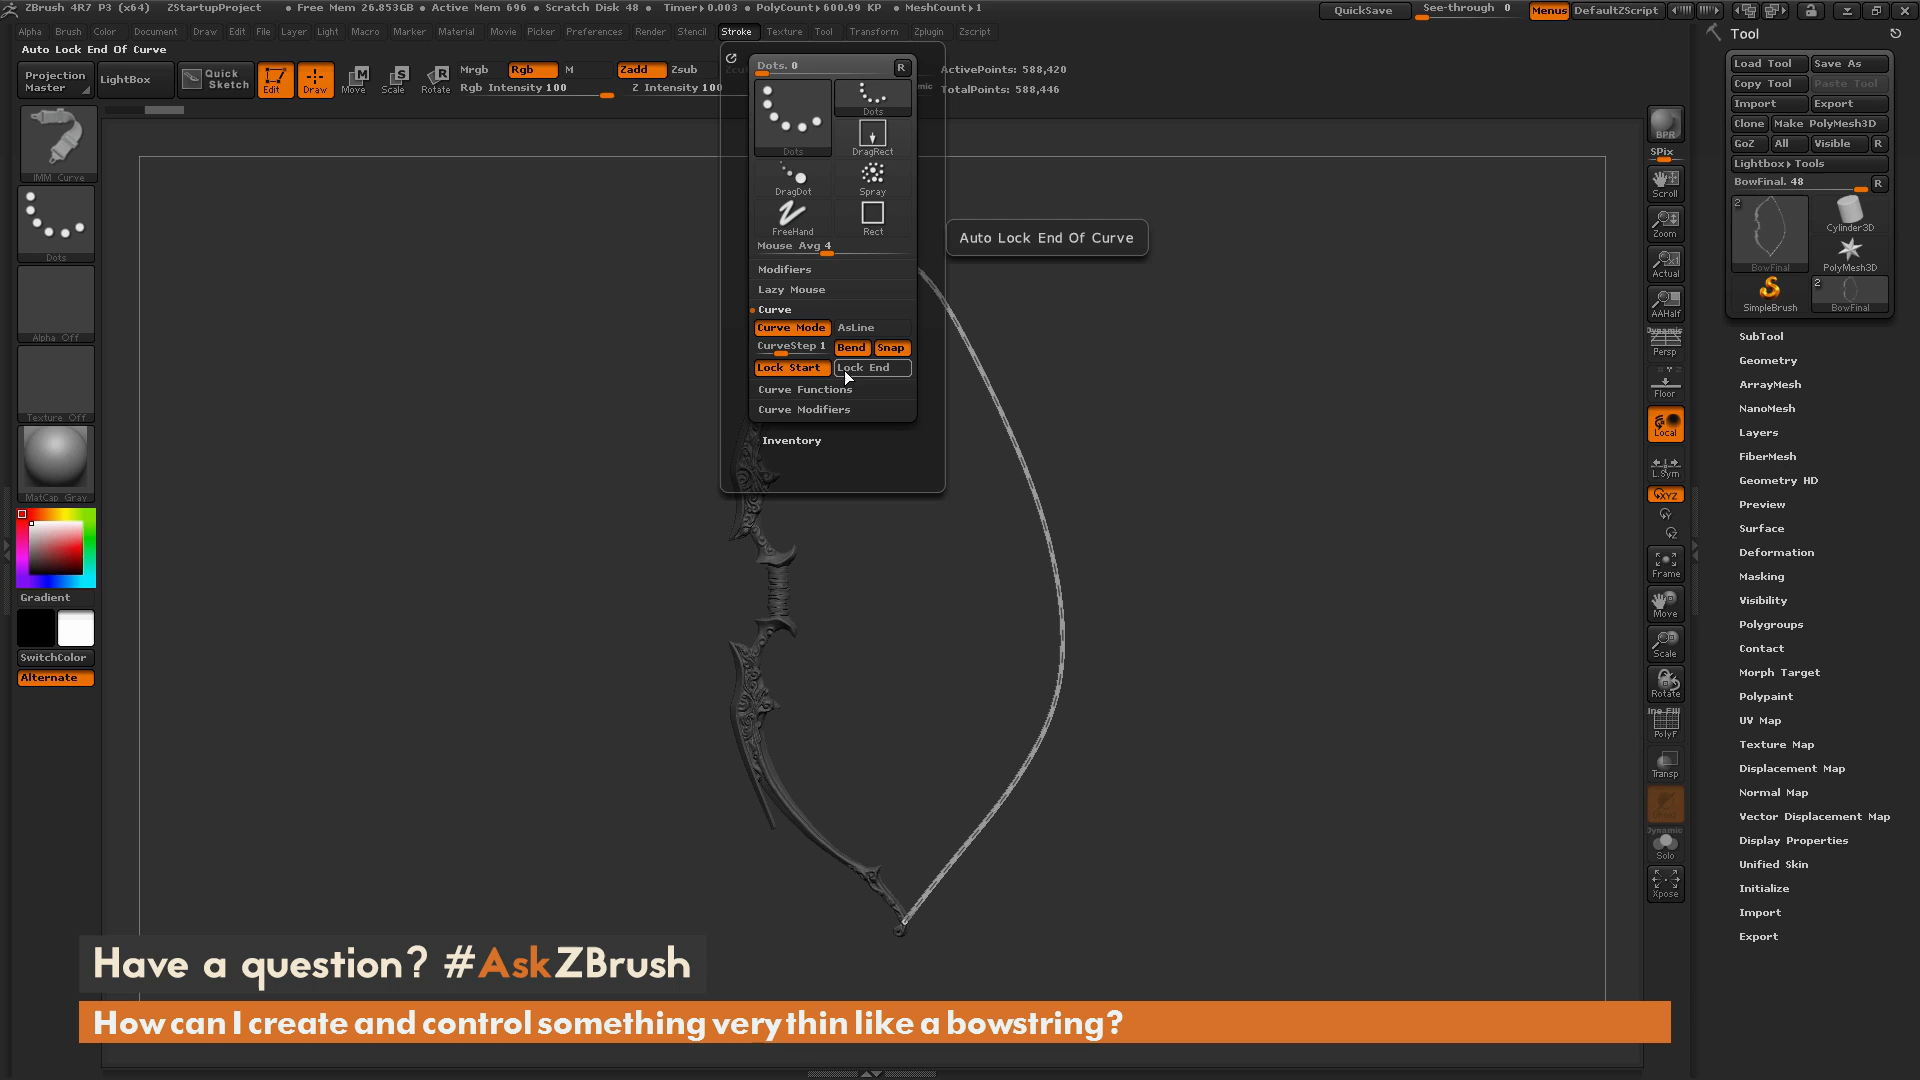 ZBrush 4R7 P3 (x64) ZStartupProject • Free Mem 26.853GB • Active Mem 696 • Scratch Disk 48 • Timer▸0.003 • PolyCount▸600.99 KP • MeshCount▸1 QuickSave See-through 0 Menus DefaultZScript
Alpha Brush Color Document Draw Edit File Layer Light Macro Marker Material Movie Picker Preferences Render Stencil Stroke Texture Tool Transform Zplugin Zscript
Auto Lock End Of Curve
Projection Master
LightBox
Quick Sketch
Edit
Draw
Move
Scale
Rotate
Mrgb Rgb M
Rgb Intensity 100
Zadd Zsub
Z Intensity 100
ActivePoints: 588,420
TotalPoints: 588,446
IMM Curve
Dots
Alpha Off
Texture Off
MatCap Gray
Gradient
SwitchColor
Alternate
Dots. 0
R
Dots
Dots
DragRect
DragDot
Spray
FreeHand
Rect
Mouse Avg 4
Modifiers
Lazy Mouse
Curve
Curve Mode AsLine
CurveStep 1 Bend Snap
Lock Start Lock End
Curve Functions
Curve Modifiers
Inventory
Auto Lock End Of Curve
BPR
SPix
Scroll
Zoom
Actual
AAHalf
Dynamic
Persp
Floor
Local
L.Sym
XYZ
Y
Z
Frame
Move
Scale
Rotate
Line Fill
PolyF
Transp
Dynamic
Solo
Xpose
Tool
Load Tool Save As
Copy Tool Paste Tool
Import Export
Clone Make PolyMesh3D
GoZ All Visible R
Lightbox▸Tools
BowFinal. 48 R
2
BowFinal
Cylinder3D
PolyMesh3D
SimpleBrush
2
BowFinal
SubTool
Geometry
ArrayMesh
NanoMesh
Layers
FiberMesh
Geometry HD
Preview
Surface
Deformation
Masking
Visibility
Polygroups
Contact
Morph Target
Polypaint
UV Map
Texture Map
Displacement Map
Normal Map
Vector Displacement Map
Display Properties
Unified Skin
Initialize
Import
Export
Have a question? #AskZBrush
How can I create and control something very thin like a bowstring?